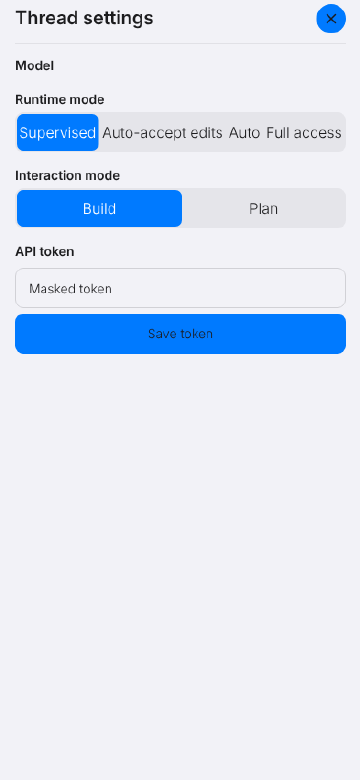 Thread settings
Model
Runtime mode
Supervised Auto-accept edits Auto Full access
Interaction mode
Build Plan
API token
Masked token
Save token